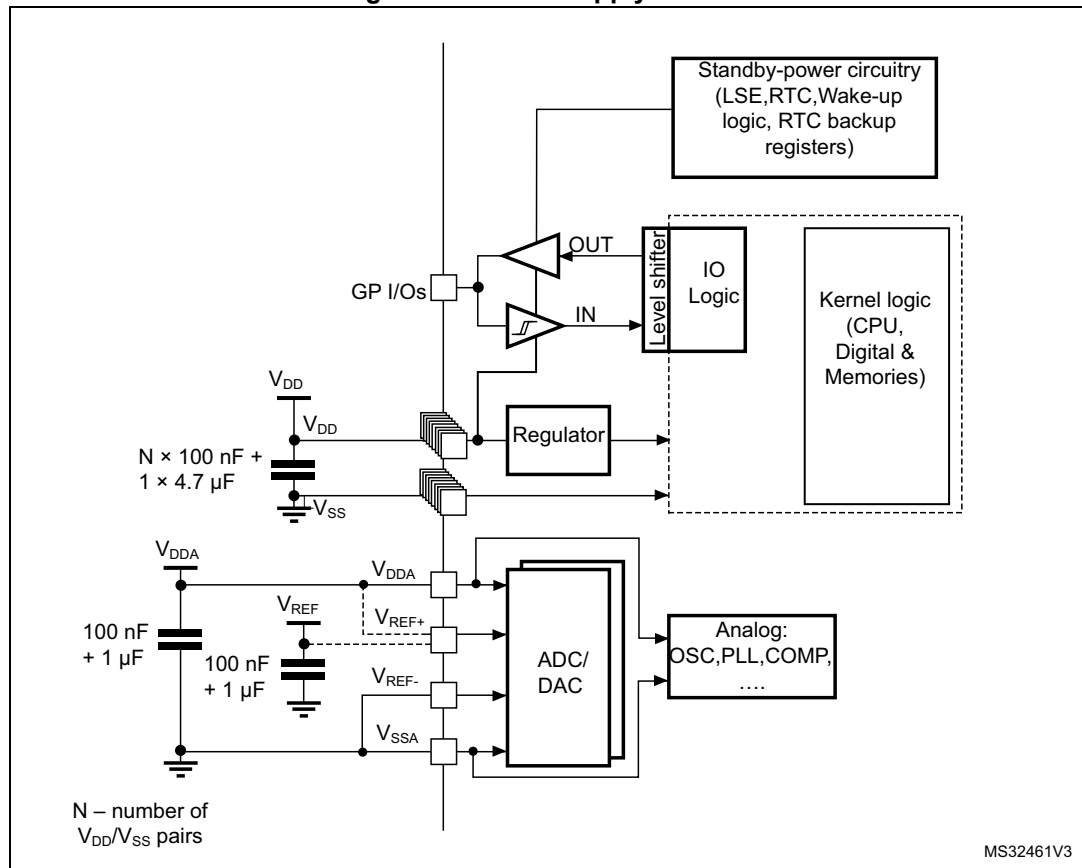 Standby-power circuitry
(LSE,RTC,Wake-up
logic, RTC backup
registers)
OUT
Level shifter
IO
Logic
GP I/Os
IN
Kernel logic
(CPU,
Digital &
Memories)
VDD
VDD
Regulator
N × 100 nF +
1 × 4.7 µF
VSS
VDDA
VDDA
VREF
VREF+
100 nF
+ 1 µF
100 nF
+ 1 µF
VREF-
ADC/
DAC
Analog:
OSC,PLL,COMP,
....
VSSA
N – number of
VDD/VSS pairs
MS32461V3